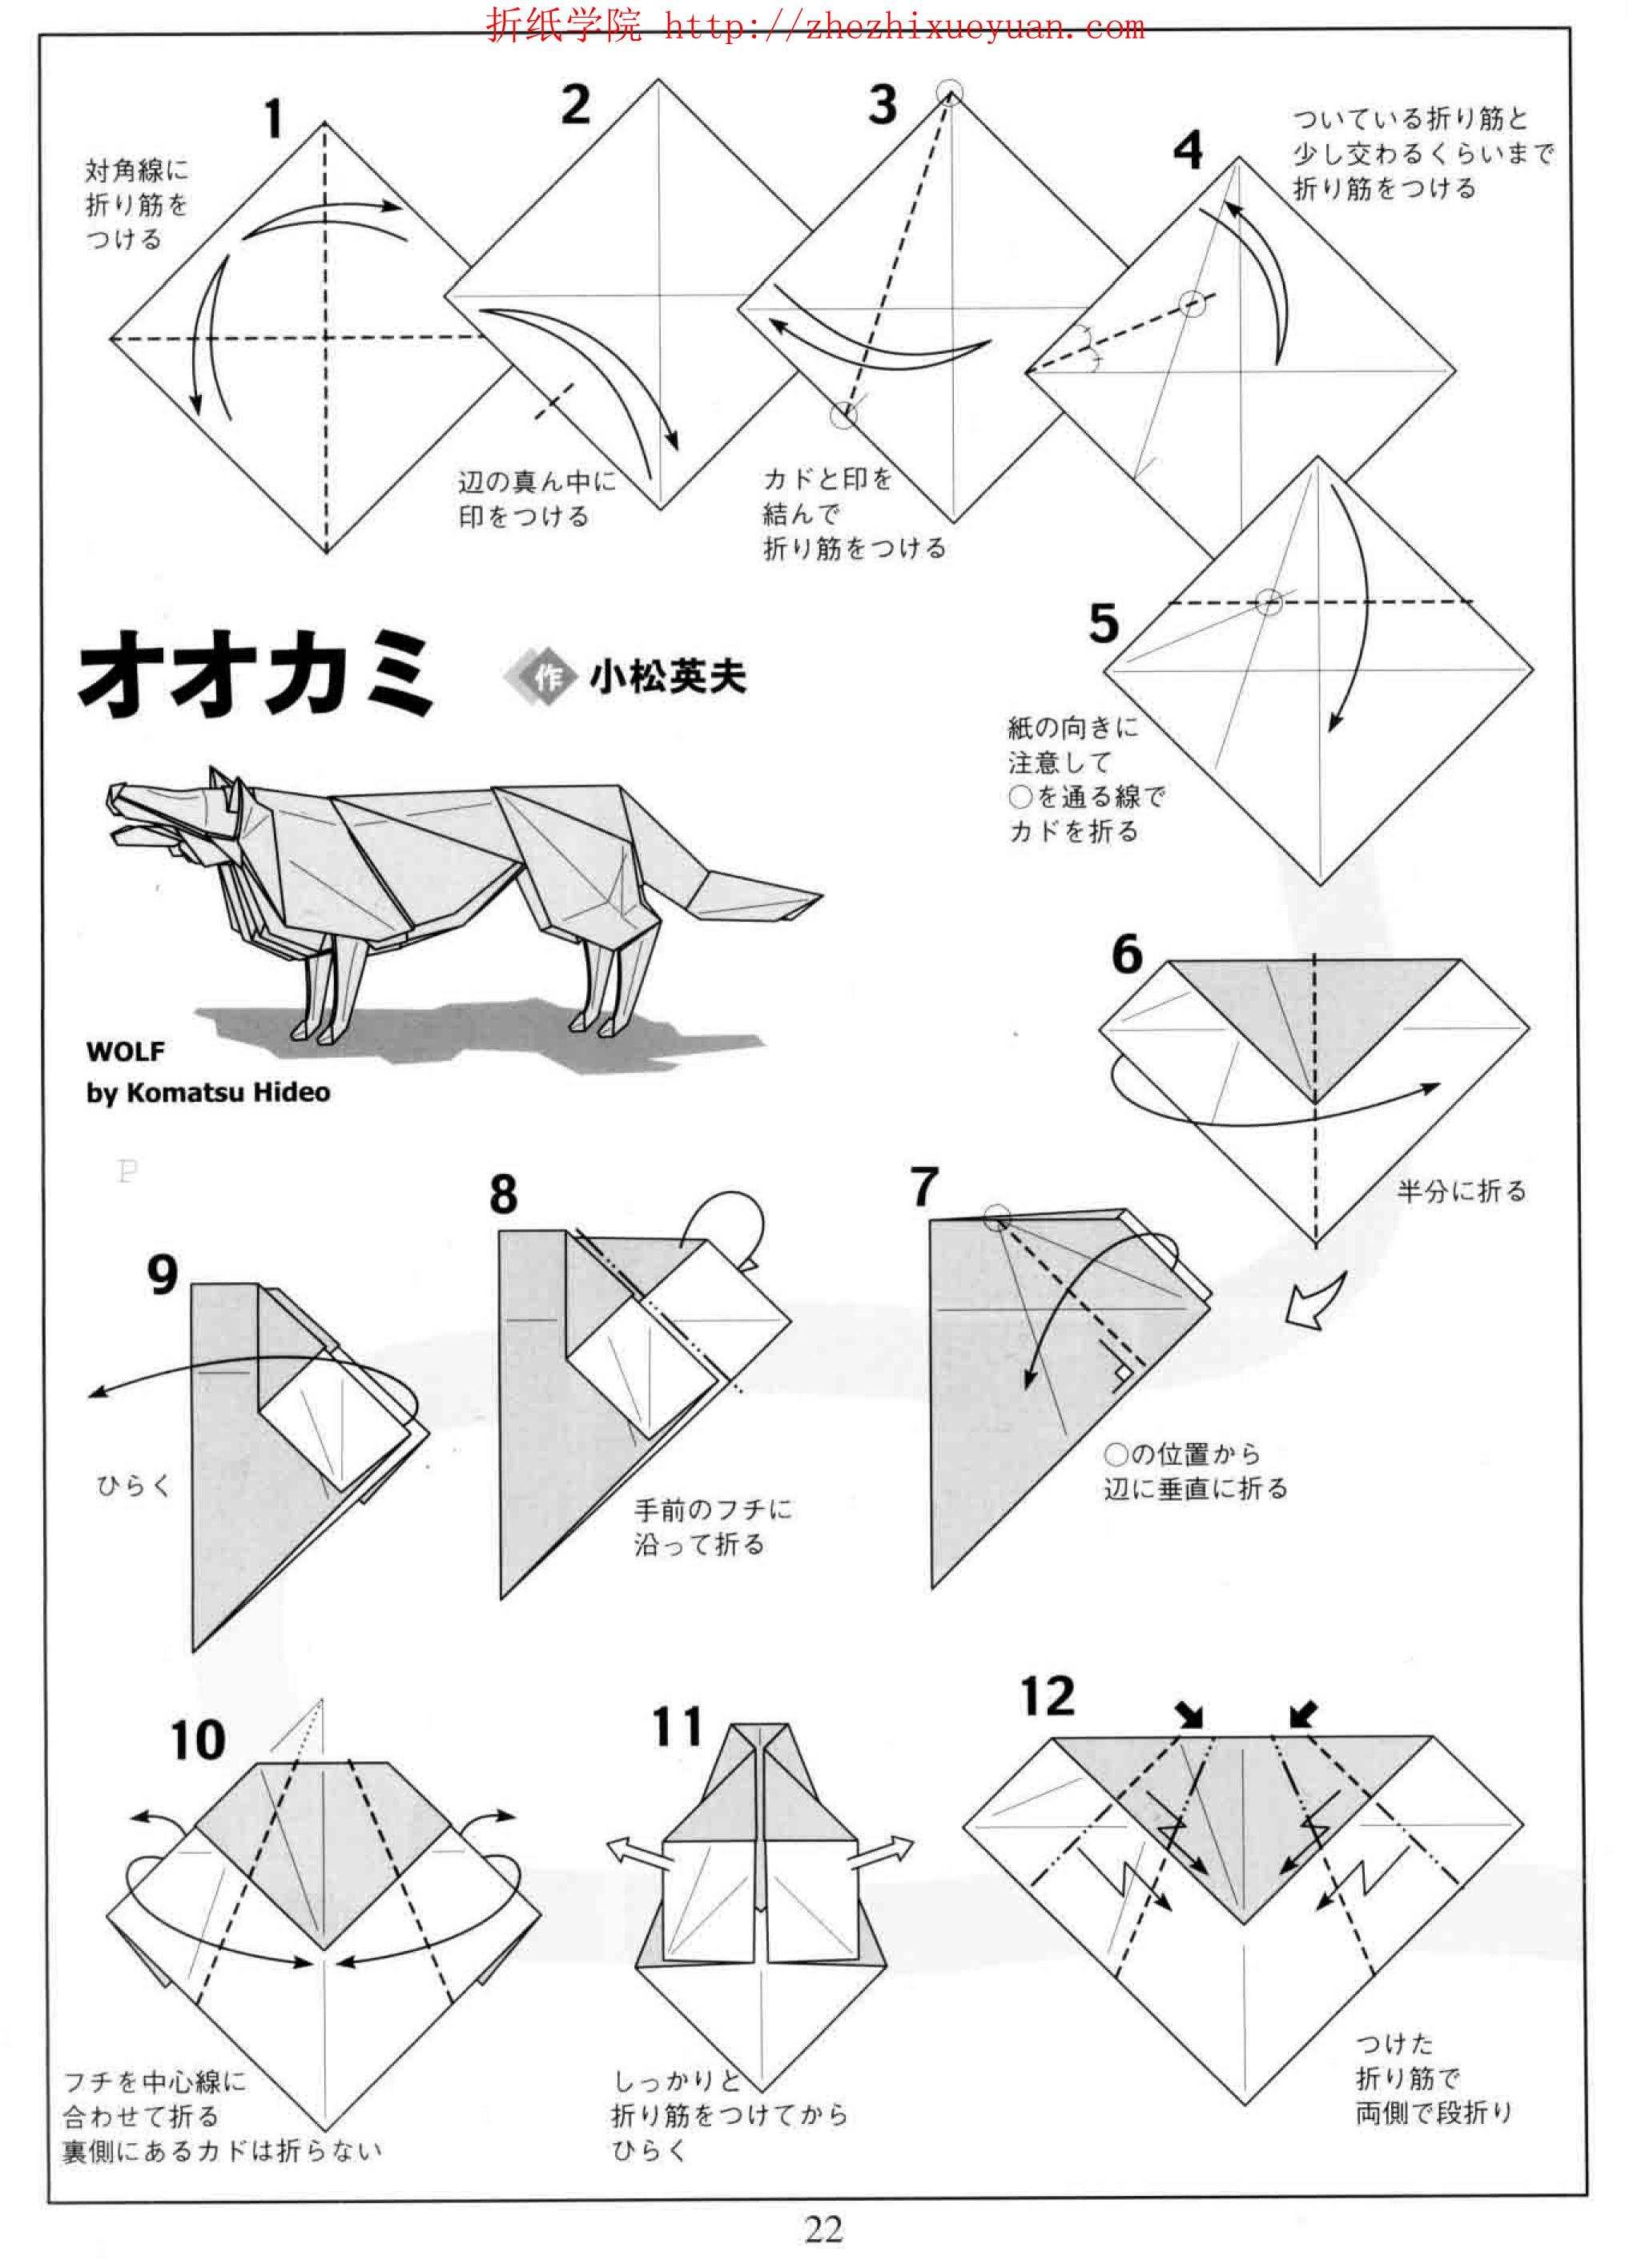 折纸学院 http://zhezhixueyuan.com
1
対角線に
折り筋を
つける
2
辺の真ん中に
印をつける
3
カドと印を
結んで
折り筋をつける
4
ついている折り筋と
少し交わるくらいまで
折り筋をつける
5
紙の向きに
注意して
○を通る線で
カドを折る
オオカミ 作 小松英夫
WOLF
by Komatsu Hideo
6
半分に折る
P
7
○の位置から
辺に垂直に折る
8
手前のフチに
沿って折る
9
ひらく
10
フチを中心線に
合わせて折る
裏側にあるカドは折らない
11
しっかりと
折り筋をつけてから
ひらく
12
つけた
折り筋で
両側で段折り
22